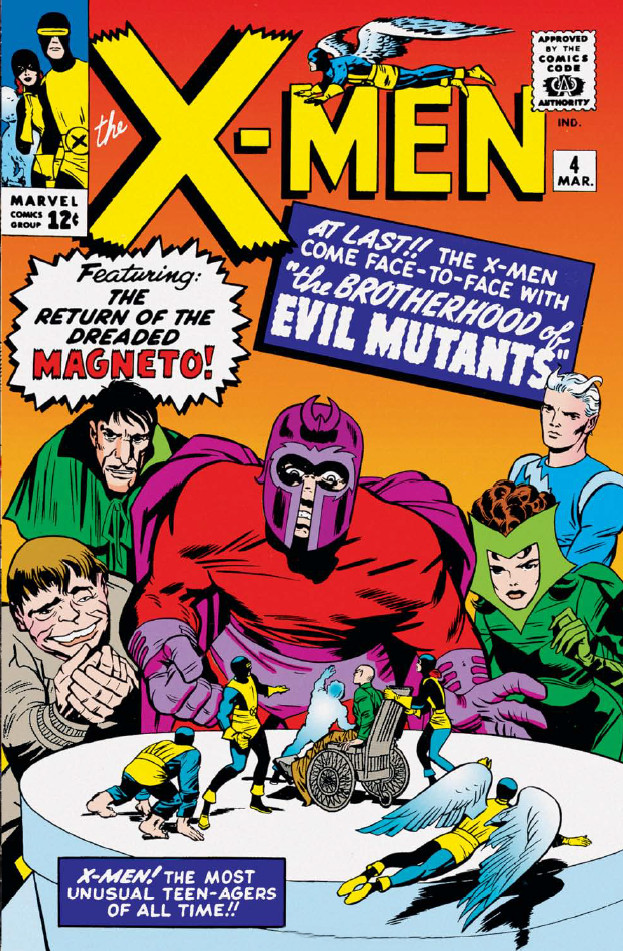 the X-MEN
APPROVED
BY THE
COMICS
CODE
CA
AUTHORITY
IND.
4
MAR.
MARVEL
COMICS
GROUP 12¢
AT LAST!! THE X-MEN
COME FACE-TO-FACE WITH
"the BROTHERHOOD of
EVIL MUTANTS"
Featuring:
THE
RETURN OF THE
DREADED
MAGNETO!
X
X-MEN! THE MOST
UNUSUAL TEEN-AGERS
OF ALL TIME!!